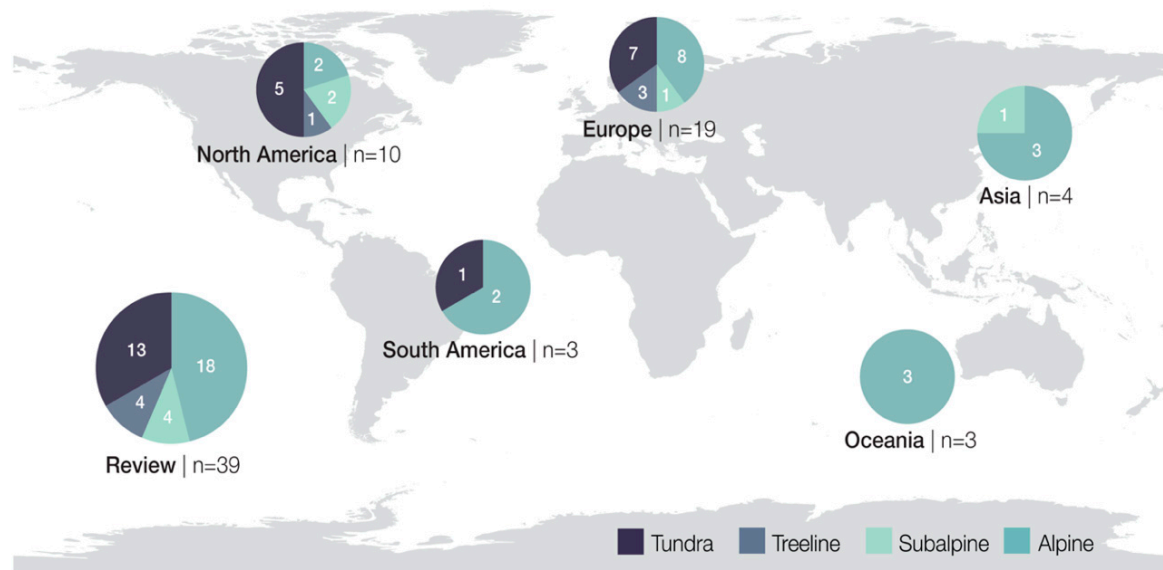 5
2
2
1
North America | n=10
7
8
3
1
Europe | n=19
1
3
Asia | n=4
1
2
South America | n=3
13
18
4
4
Review | n=39
3
Oceania | n=3
Tundra
Treeline
Subalpine
Alpine